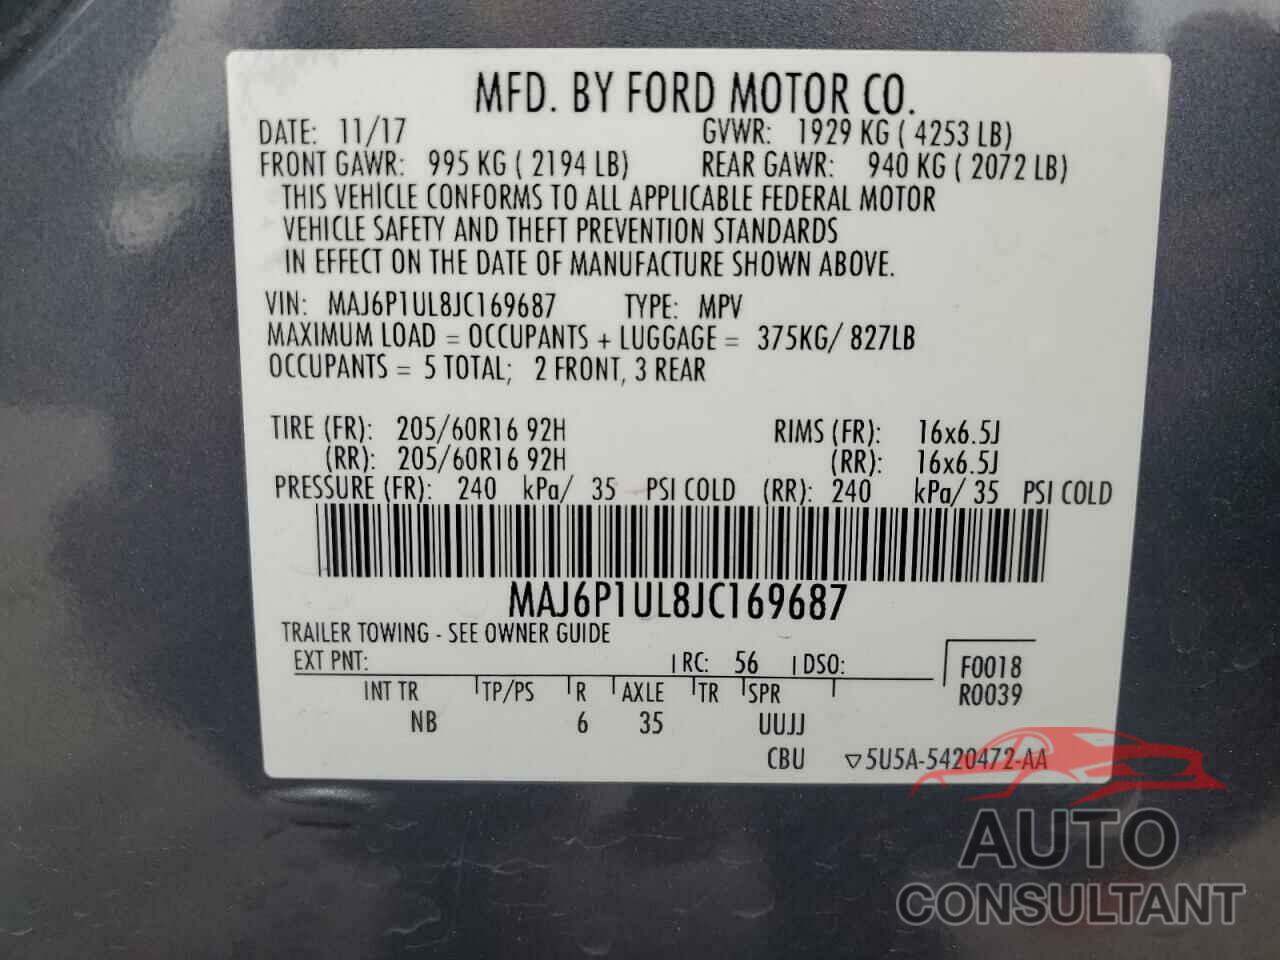 MFD. BY FORD MOTOR CO.
DATE: 11/17 GVWR: 1929 KG ( 4253 LB)
FRONT GAWR: 995 KG ( 2194 LB) REAR GAWR: 940 KG ( 2072 LB)
THIS VEHICLE CONFORMS TO ALL APPLICABLE FEDERAL MOTOR
VEHICLE SAFETY AND THEFT PREVENTION STANDARDS
IN EFFECT ON THE DATE OF MANUFACTURE SHOWN ABOVE.
VIN: MAJ6P1UL8JC169687 TYPE: MPV
MAXIMUM LOAD = OCCUPANTS + LUGGAGE = 375KG/ 827LB
OCCUPANTS = 5 TOTAL; 2 FRONT, 3 REAR
TIRE (FR): 205/60R16 92H RIMS (FR): 16x6.5J
(RR): 205/60R16 92H (RR): 16x6.5J
PRESSURE (FR): 240 kPa/ 35 PSI COLD (RR): 240 kPa/ 35 PSI COLD
MAJ6P1UL8JC169687
TRAILER TOWING - SEE OWNER GUIDE
EXT PNT: RC: 56 DSO: F0018
INT TR TP/PS R AXLE TR SPR R0039
NB 6 35 UUJJ
CBU ▽5U5A-5420472-AA
AUTO
CONSULTANT